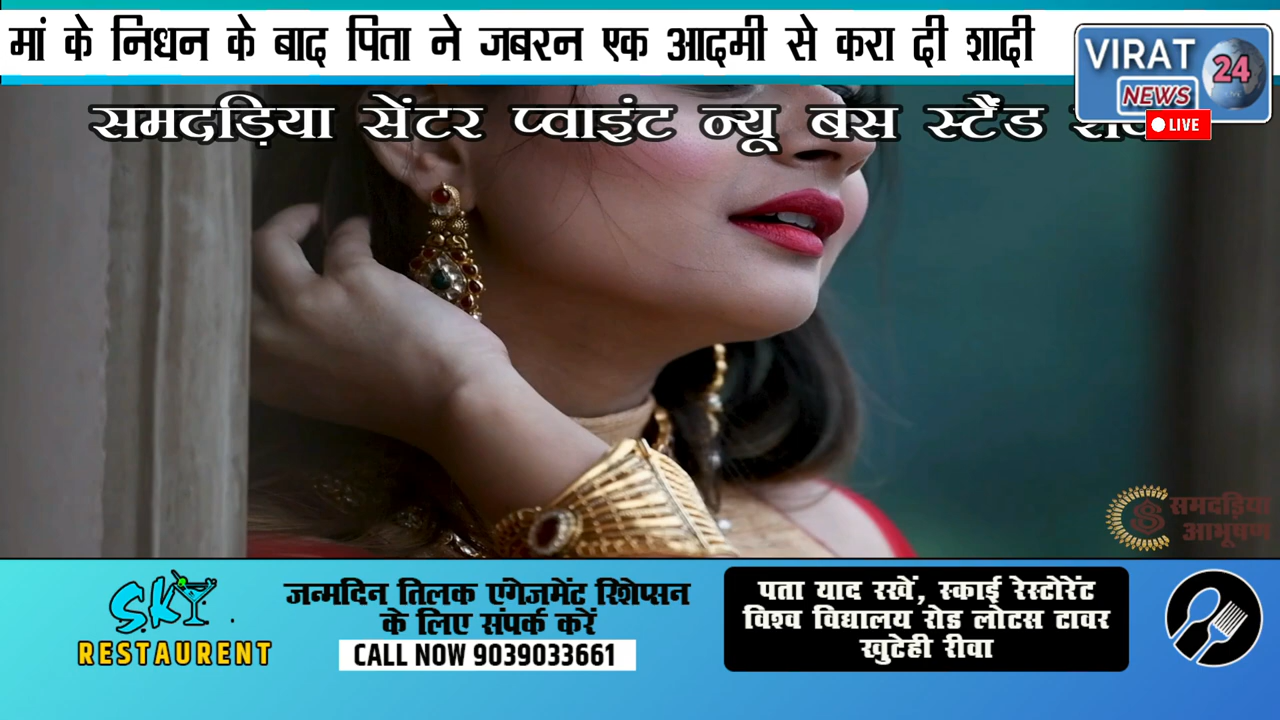 मां के निधन के बाद पिता ने जबरन एक आदमी से करा दी शादी
VIRAT
24
NEWS
LIVE
समदड़िया सेंटर प्वाइंट न्यू बस स्टैंड
समदड़िया
आभूषण
SKY
RESTAURENT
जन्मदिन तिलक एंगेजमेंट रिशेप्सन
के लिए संपर्क करें
CALL NOW 9039033661
पता याद रखें, स्काई रेस्टोरेंट
विश्व विद्यालय रोड लोटस टावर
खुटेही रीवा